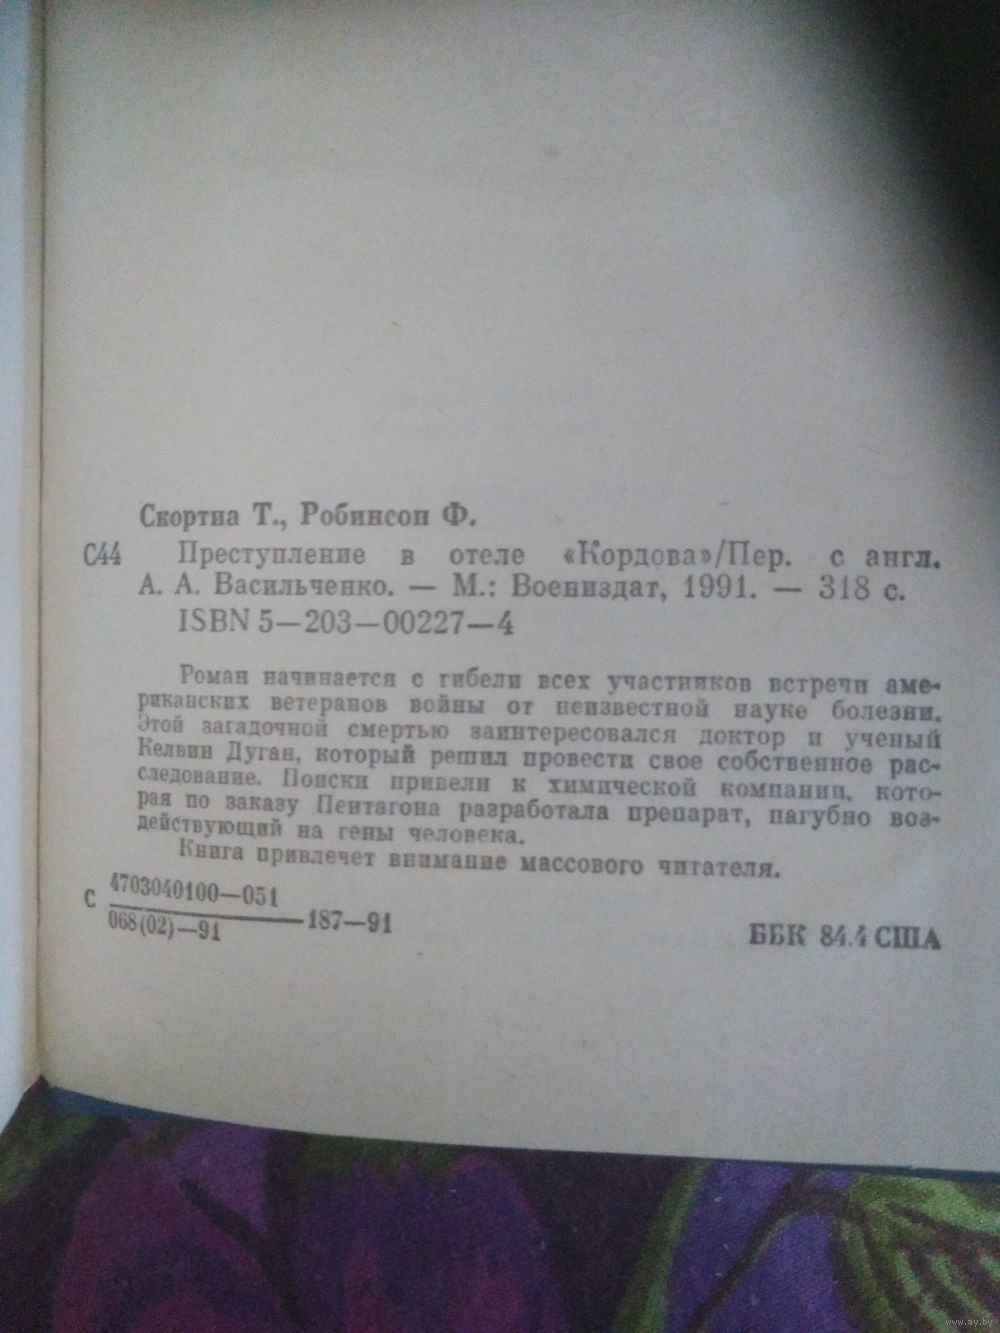 Скортиа Т., Робинсон Ф.
С44 Преступление в отеле «Кордова»/Пер. с англ.
А. А. Васильченко. — М.: Воениздат, 1991. — 318 с.
ISBN 5—203—00227—4
Роман начинается с гибели всех участников встречи аме-
риканских ветеранов войны от неизвестной науке болезни.
Этой загадочной смертью заинтересовался доктор и ученый
Келвин Дуган, который решил провести свое собственное рас-
следование. Поиски привели к химической компании, кото-
рая по заказу Пентагона разработала препарат, пагубно воз-
действующий на гены человека.
Книга привлечет внимание массового читателя.
С 4703040100—051
068(02)—91 —187—91
ББК 84.4 США
www.ay.by